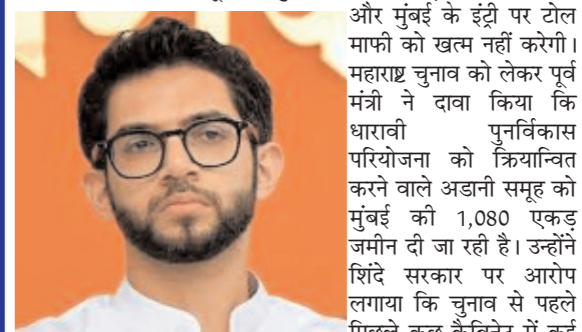 और मुंबई के इंट्री पर टोल
माफी को खत्म नहीं करेगी।
महाराष्ट्र चुनाव को लेकर पूर्व
मंत्री ने दावा किया कि
धारावी पुनर्विकास
परियोजना को क्रियान्वित
करने वाले अडानी समूह को
मुंबई की 1,080 एकड़
जमीन दी जा रही है। उन्होंने
शिंदे सरकार पर आरोप
लगाया कि चुनाव से पहले